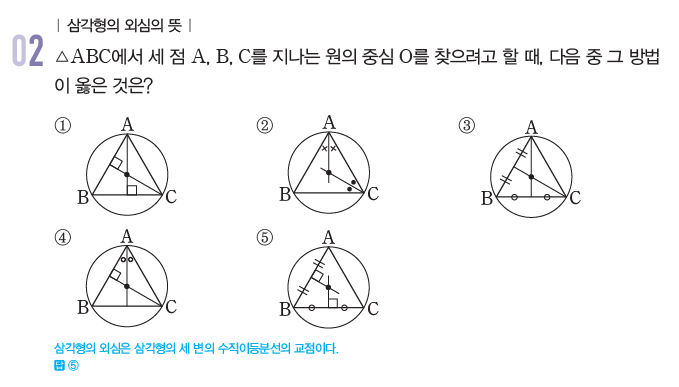 | 삼각형의 외심의 뜻 |
02 △ABC에서 세 점 A, B, C를 지나는 원의 중심 O를 찾으려고 할 때, 다음 중 그 방법
이 옳은 것은?
① A B C
② A B C
③ A B C
④ A B C
⑤ A B C
삼각형의 외심은 삼각형의 세 변의 수직이등분선의 교점이다.
답 ⑤